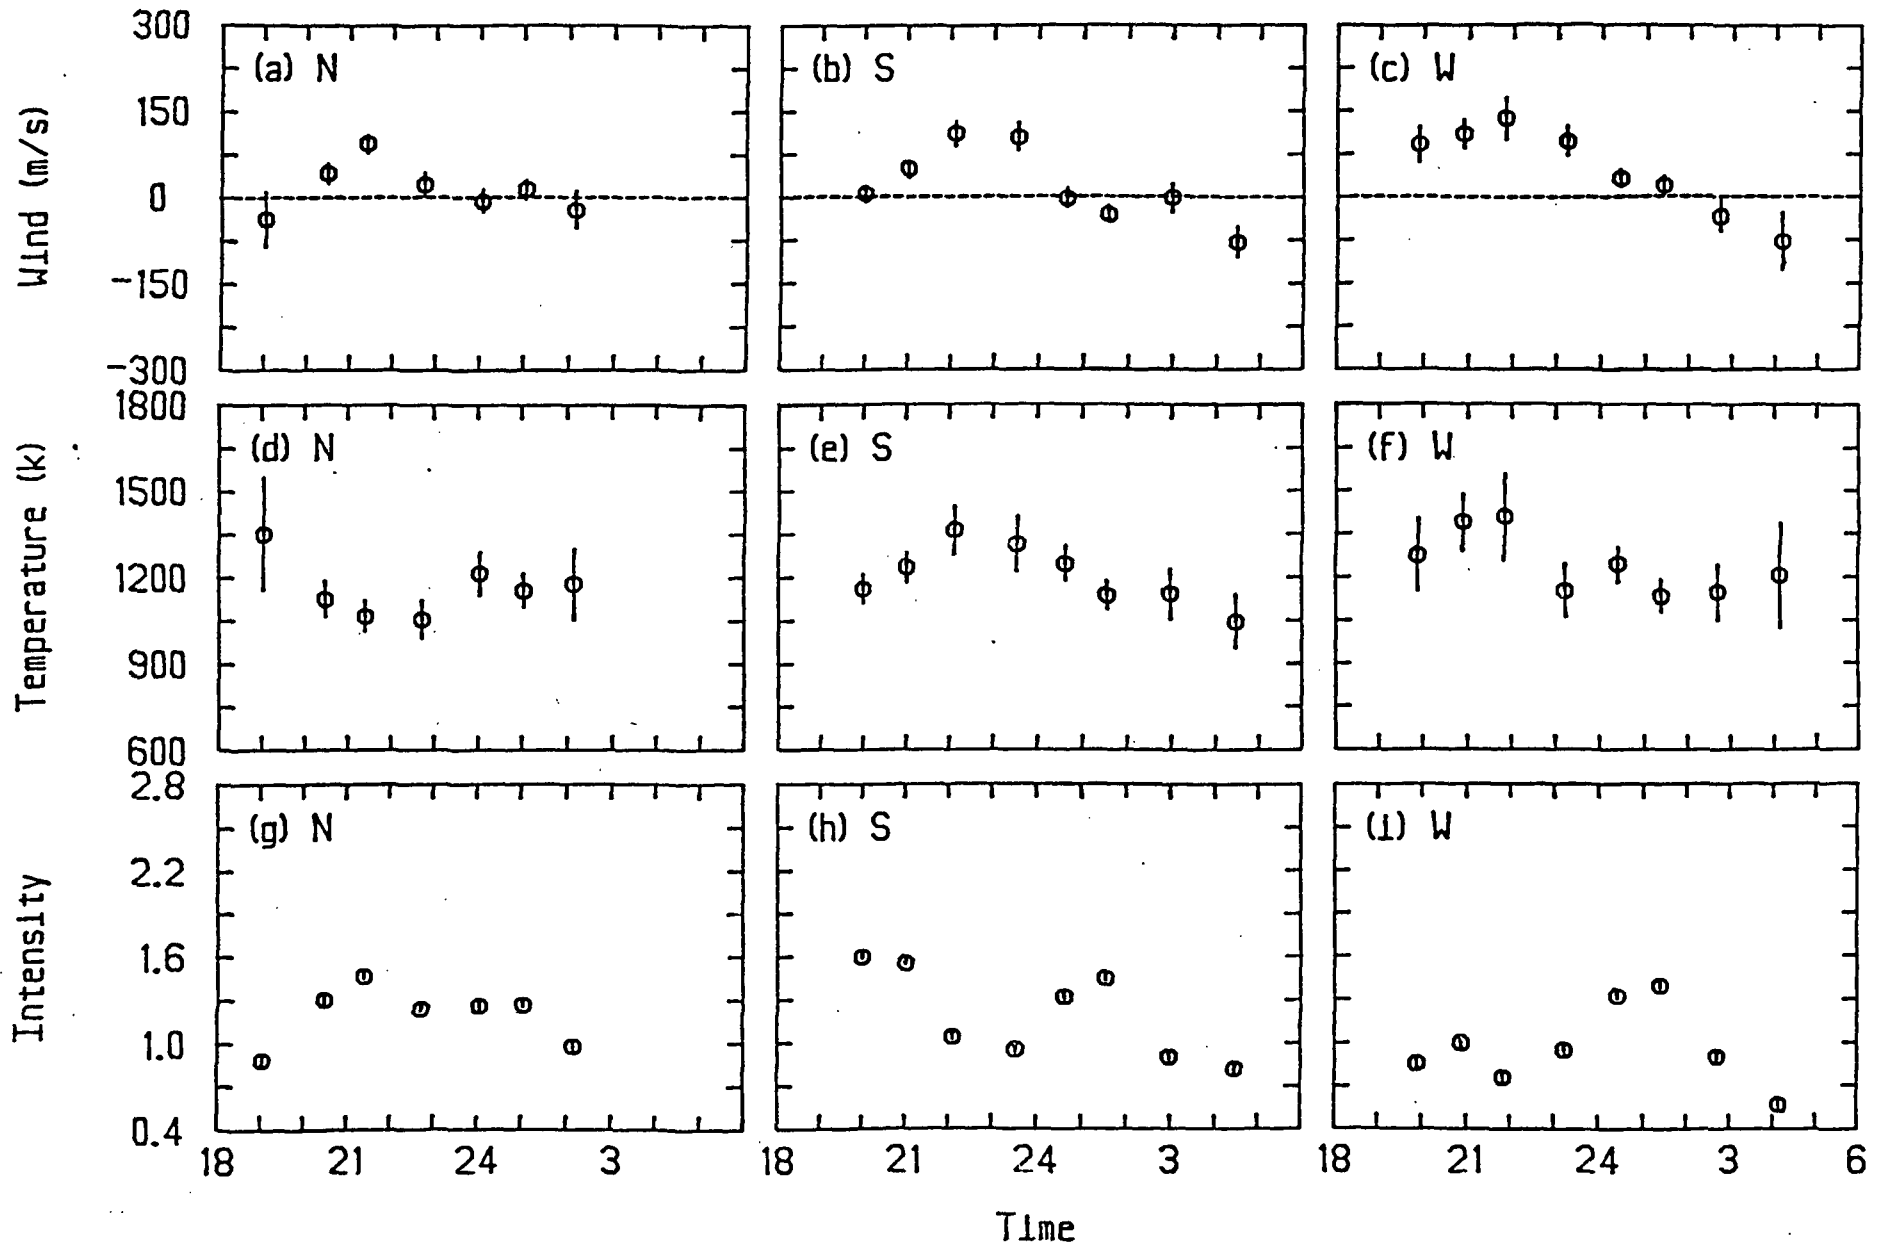 300
150
0
-150
-300
Wind (m/s)
(a) N
(b) S
(c) W
1800
1500
1200
900
600
Temperature (k)
(d) N
(e) S
(f) W
2.8
2.2
1.6
1.0
0.4
Intensity
(g) N
(h) S
(i) W
18 21 24 3
18 21 24 3
18 21 24 3 6
Time